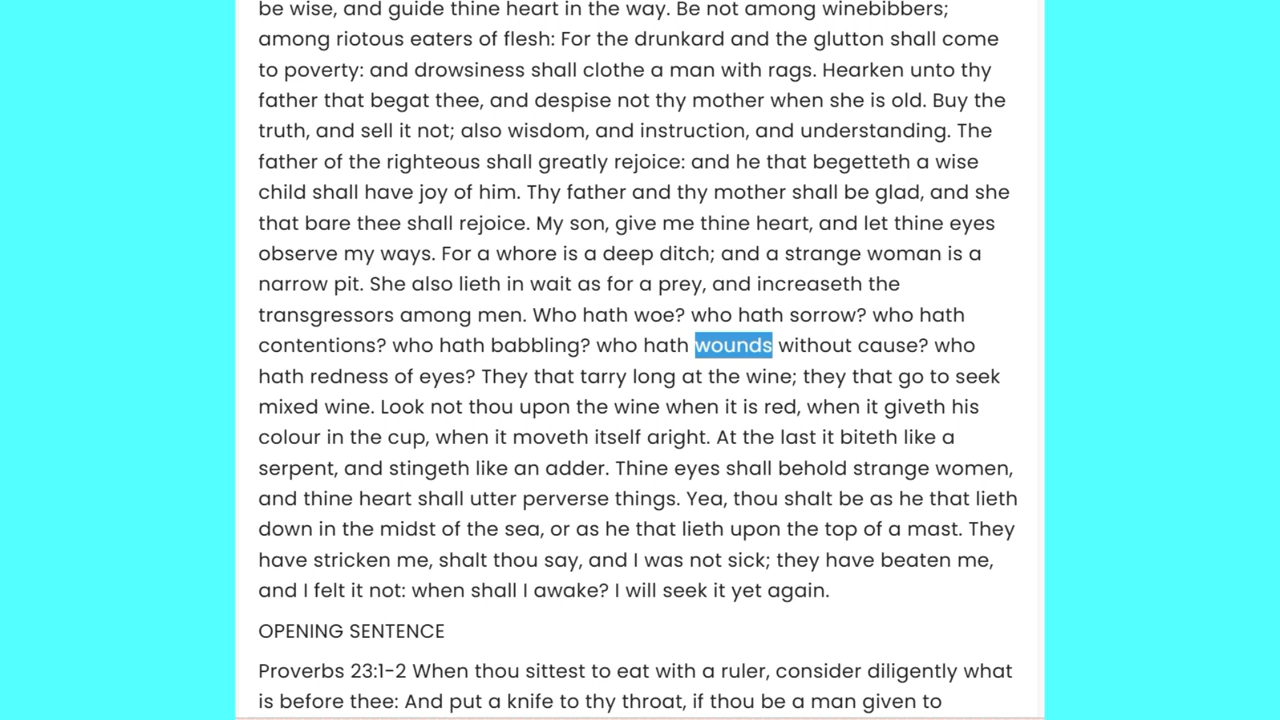 be wise, and guide thine heart in the way. Be not among winebibbers;
among riotous eaters of flesh: For the drunkard and the glutton shall come
to poverty: and drowsiness shall clothe a man with rags. Hearken unto thy
father that begat thee, and despise not thy mother when she is old. Buy the
truth, and sell it not; also wisdom, and instruction, and understanding. The
father of the righteous shall greatly rejoice: and he that begetteth a wise
child shall have joy of him. Thy father and thy mother shall be glad, and she
that bare thee shall rejoice. My son, give me thine heart, and let thine eyes
observe my ways. For a whore is a deep ditch; and a strange woman is a
narrow pit. She also lieth in wait as for a prey, and increaseth the
transgressors among men. Who hath woe? who hath sorrow? who hath
contentions? who hath babbling? who hath wounds without cause? who
hath redness of eyes? They that tarry long at the wine; they that go to seek
mixed wine. Look not thou upon the wine when it is red, when it giveth his
colour in the cup, when it moveth itself aright. At the last it biteth like a
serpent, and stingeth like an adder. Thine eyes shall behold strange women,
and thine heart shall utter perverse things. Yea, thou shalt be as he that lieth
down in the midst of the sea, or as he that lieth upon the top of a mast. They
have stricken me, shalt thou say, and I was not sick; they have beaten me,
and I felt it not: when shall I awake? I will seek it yet again.
OPENING SENTENCE
Proverbs 23:1-2 When thou sittest to eat with a ruler, consider diligently what
is before thee: And put a knife to thy throat, if thou be a man given to